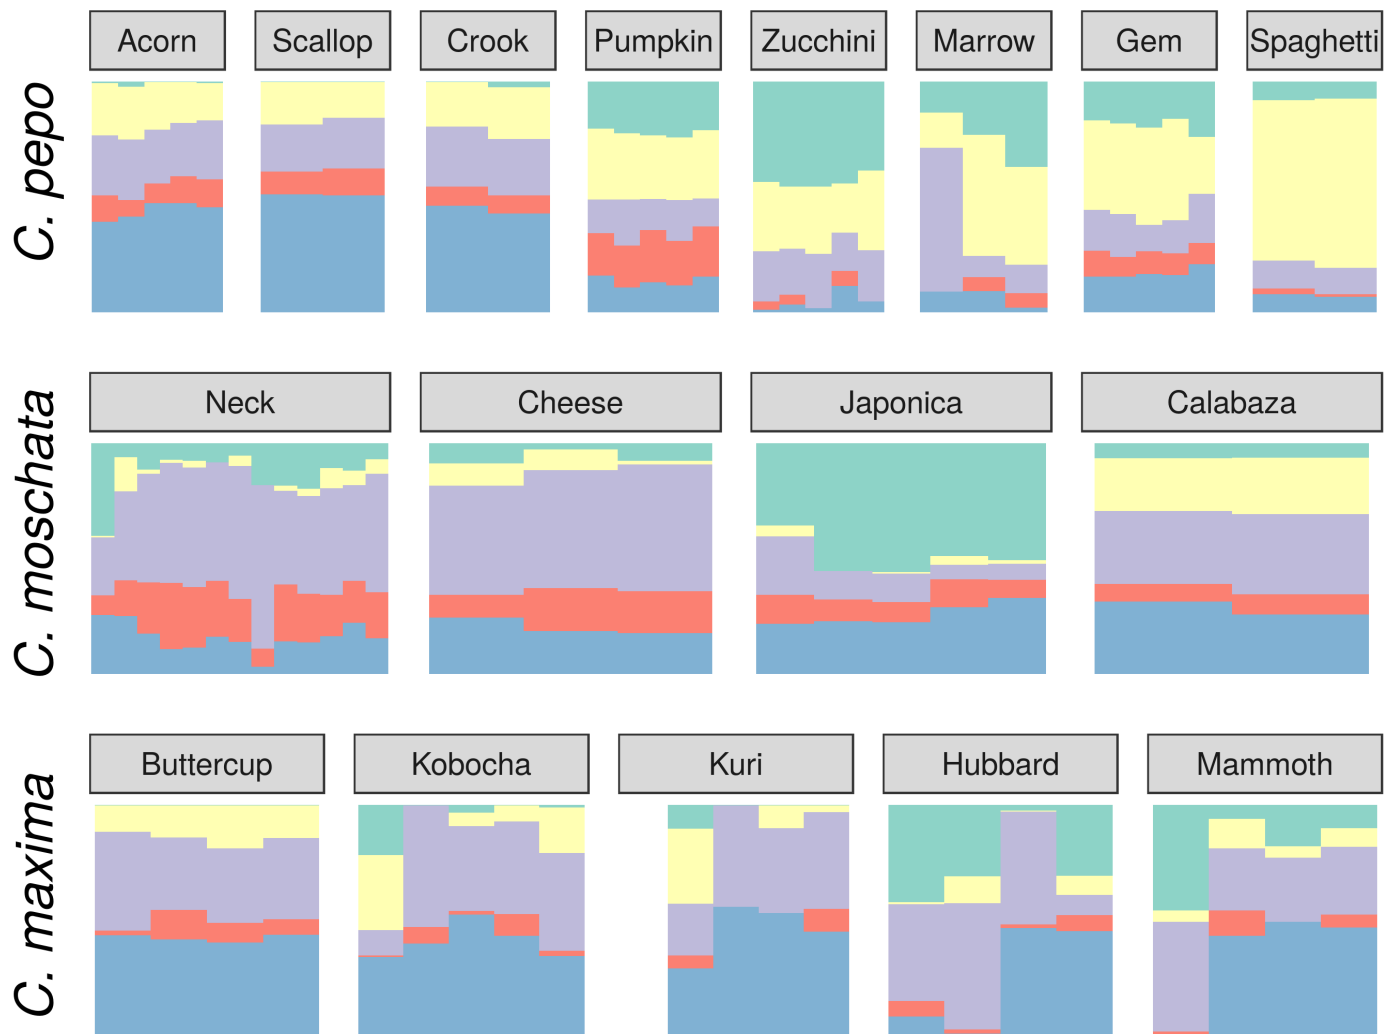 C. pepo
Acorn
Scallop
Crook
Pumpkin
Zucchini
Marrow
Gem
Spaghetti
C. moschata
Neck
Cheese
Japonica
Calabaza
C. maxima
Buttercup
Kobocha
Kuri
Hubbard
Mammoth